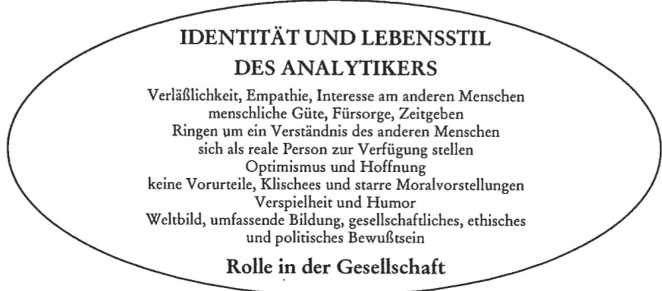 IDENTITÄT UND LEBENSSTIL
DES ANALYTIKERS
Verläßlichkeit, Empathie, Interesse am anderen Menschen
menschliche Güte, Fürsorge, Zeitgeben
Ringen um ein Verständnis des anderen Menschen
sich als reale Person zur Verfügung stellen
Optimismus und Hoffnung
keine Vorurteile, Klischees und starre Moralvorstellungen
Verspieltheit und Humor
Weltbild, umfassende Bildung, gesellschaftliches, ethisches
und politisches Bewußtsein
Rolle in der Gesellschaft